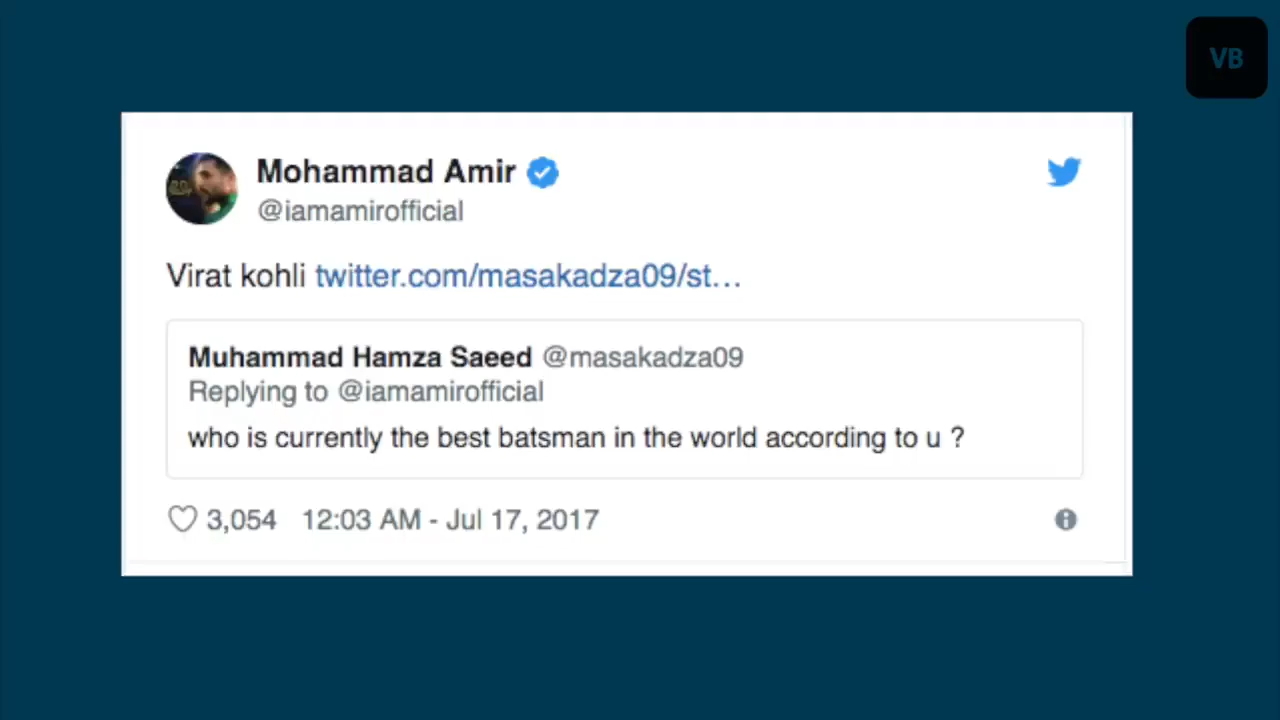 VB
Mohammad Amir
@iamamirofficial
Virat kohli twitter.com/masakadza09/st...
Muhammad Hamza Saeed @masakadza09
Replying to @iamamirofficial
who is currently the best batsman in the world according to u ?
3,054 12:03 AM - Jul 17, 2017